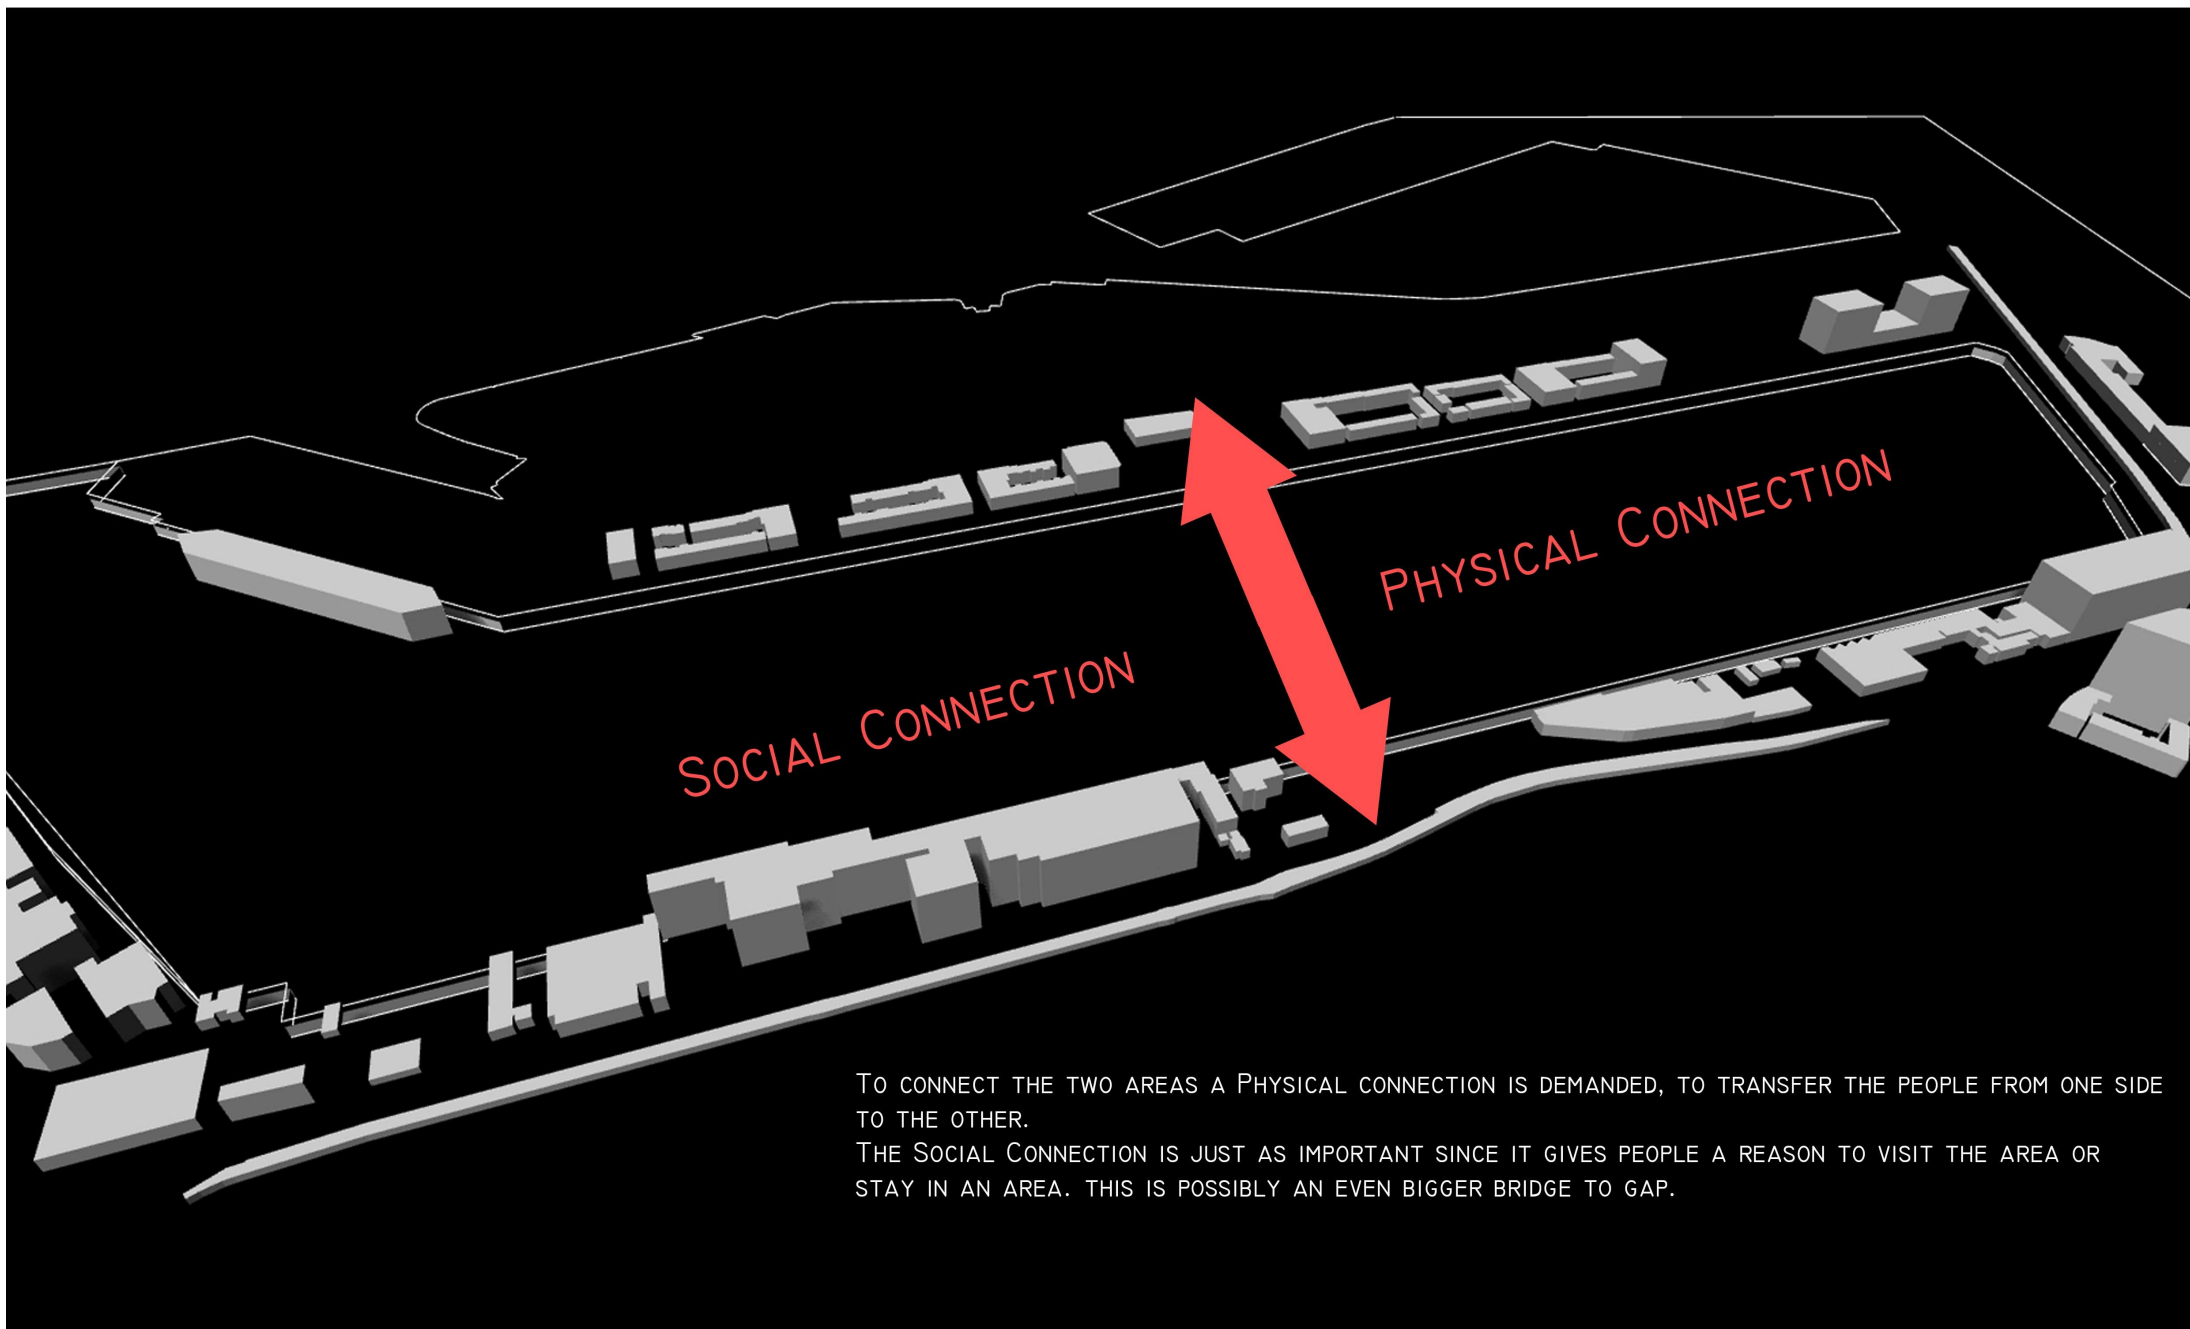 Physical Connection
Social Connection
To connect the two areas a Physical connection is demanded, to transfer the people from one side
to the other.
The Social Connection is just as important since it gives people a reason to visit the area or
stay in an area. this is possibly an even bigger bridge to gap.